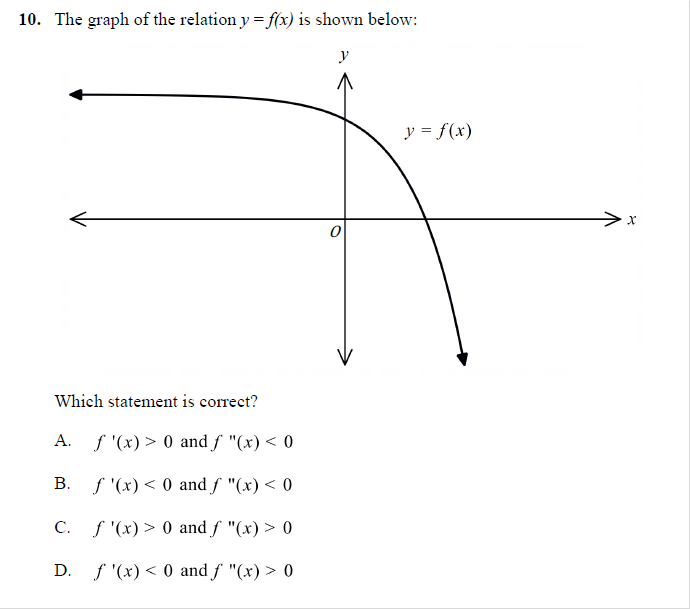 10. The graph of the relation y = f(x) is shown below:
y
y = f(x)
x
O
Which statement is correct?
A. f '(x) > 0 and f "(x) < 0
B. f '(x) < 0 and f "(x) < 0
C. f '(x) > 0 and f "(x) > 0
D. f '(x) < 0 and f "(x) > 0